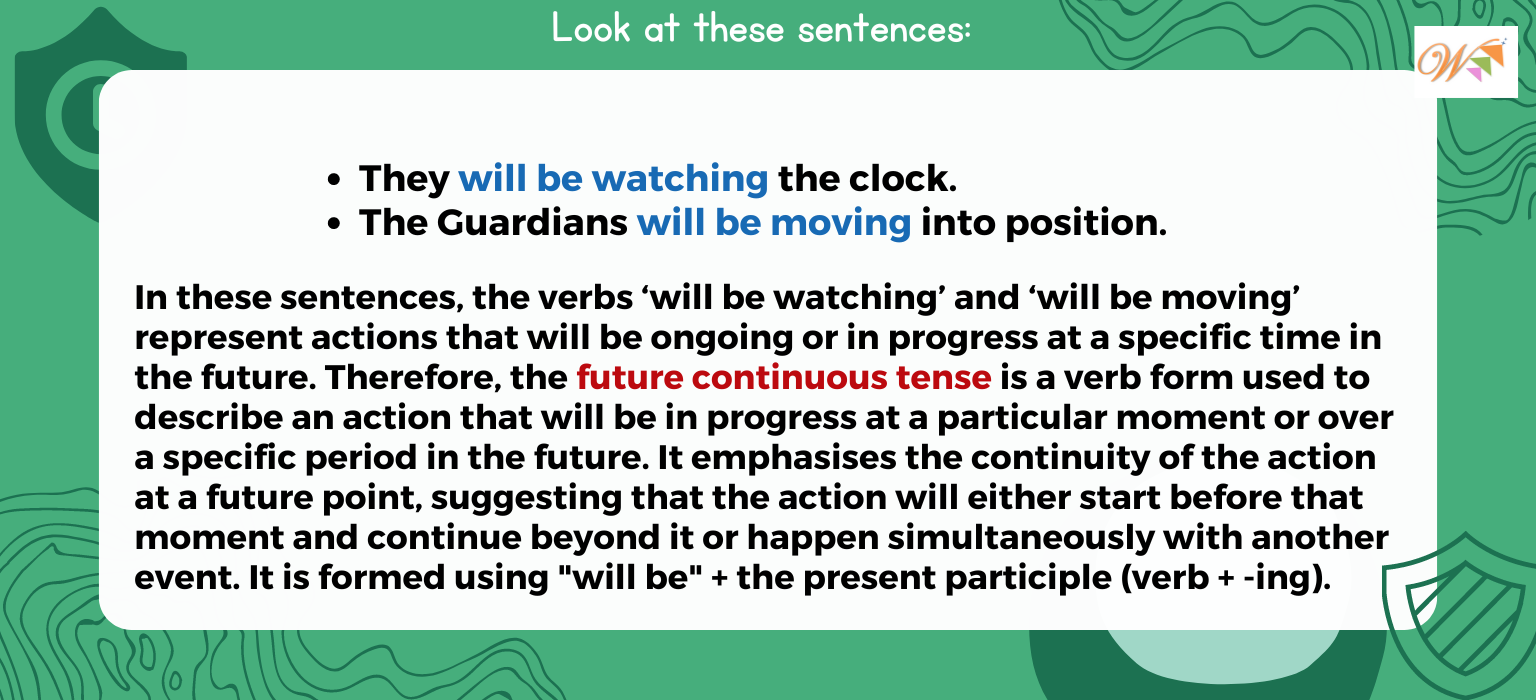 Look at these sentences:
W
• They will be watching the clock.
• The Guardians will be moving into position.
In these sentences, the verbs ‘will be watching’ and ‘will be moving’
represent actions that will be ongoing or in progress at a specific time in
the future. Therefore, the future continuous tense is a verb form used to
describe an action that will be in progress at a particular moment or over
a specific period in the future. It emphasises the continuity of the action
at a future point, suggesting that the action will either start before that
moment and continue beyond it or happen simultaneously with another
event. It is formed using "will be" + the present participle (verb + -ing).